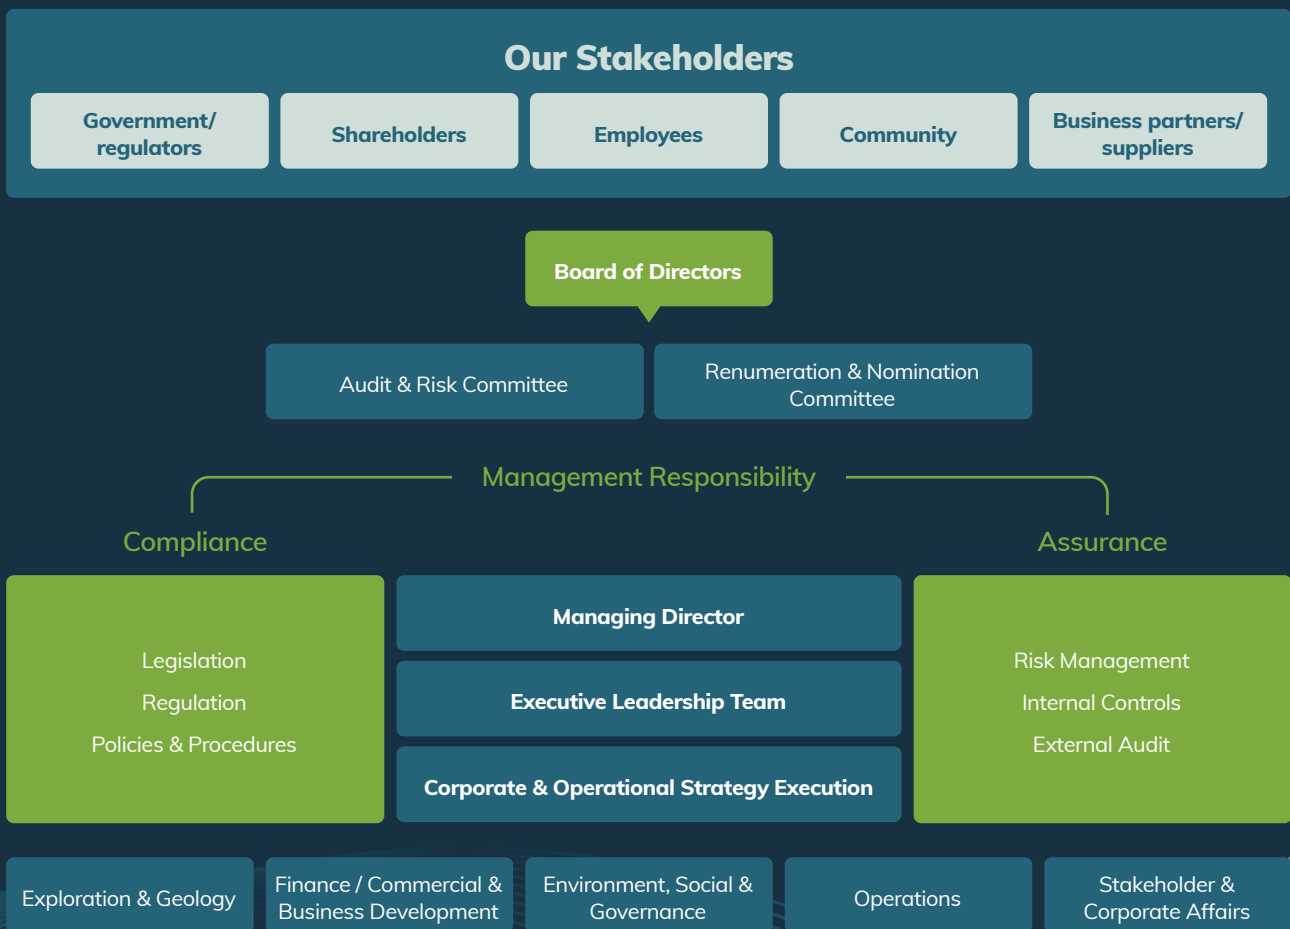 Our Stakeholders
Government/
regulators
Shareholders
Employees
Community
Business partners/
suppliers
Board of Directors
Audit & Risk Committee
Renumeration & Nomination
Committee
Management Responsibility
Compliance
Assurance
Legislation
Regulation
Policies & Procedures
Managing Director
Executive Leadership Team
Corporate & Operational Strategy Execution
Risk Management
Internal Controls
External Audit
Exploration & Geology
Finance / Commercial &
Business Development
Environment, Social &
Governance
Operations
Stakeholder &
Corporate Affairs